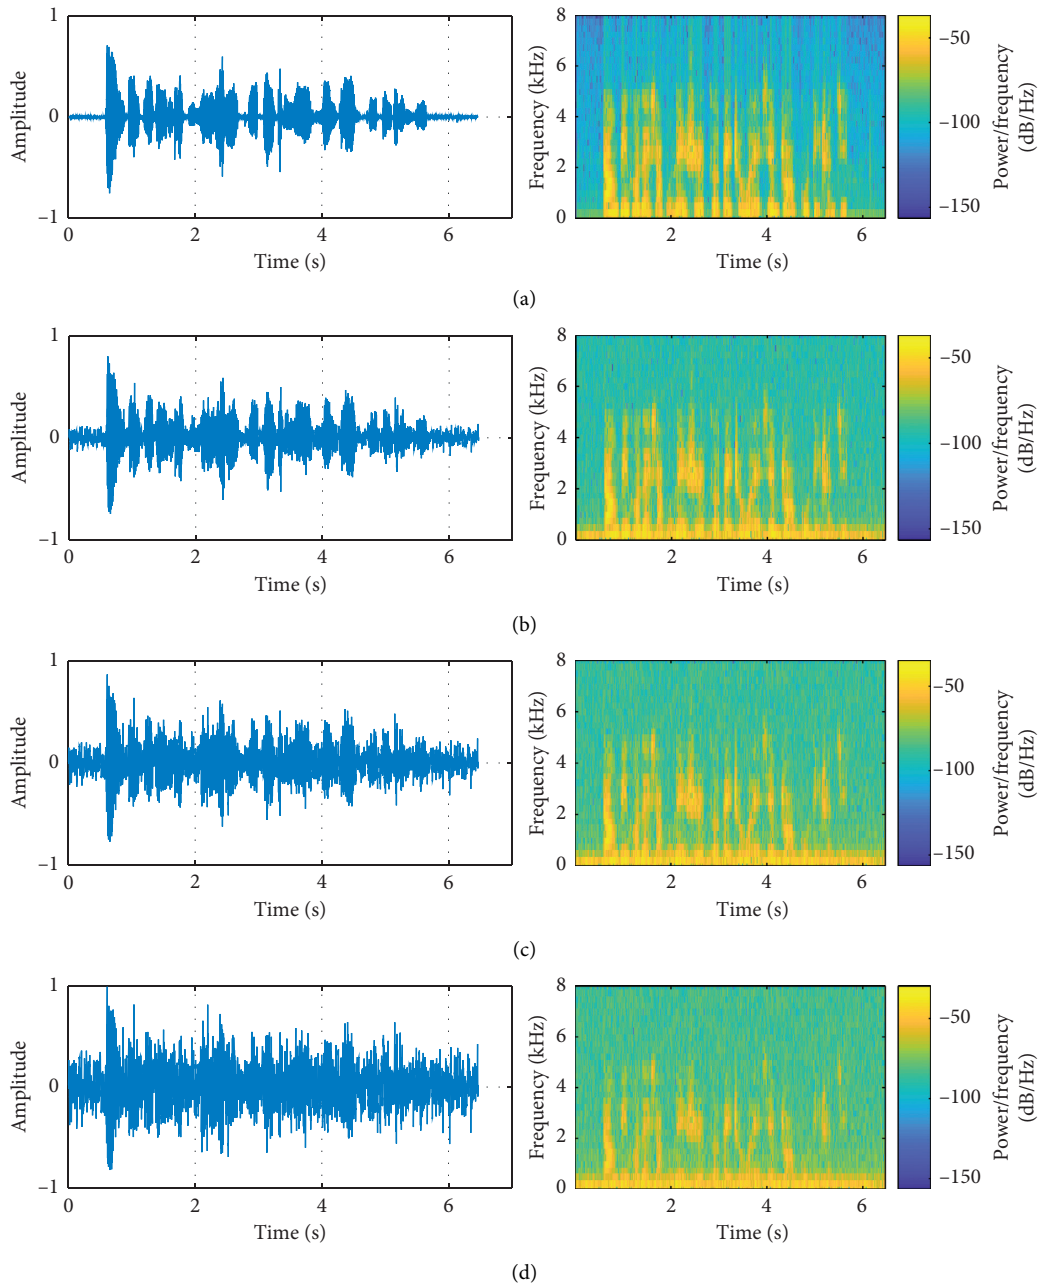 1
0
–1
Amplitude
0 2 4 6
Time (s)
8
6
4
2
0
Frequency (kHz)
2 4 6
Time (s)
–50
–100
–150
Power/frequency
(dB/Hz)
(a)
1
0
–1
Amplitude
0 2 4 6
Time (s)
8
6
4
2
0
Frequency (kHz)
2 4 6
Time (s)
–50
–100
–150
Power/frequency
(dB/Hz)
(b)
1
0
–1
Amplitude
0 2 4 6
Time (s)
8
6
4
2
0
Frequency (kHz)
2 4 6
Time (s)
–50
–100
–150
Power/frequency
(dB/Hz)
(c)
1
0
–1
Amplitude
0 2 4 6
Time (s)
8
6
4
2
0
Frequency (kHz)
2 4 6
Time (s)
–50
–100
–150
Power/frequency
(dB/Hz)
(d)